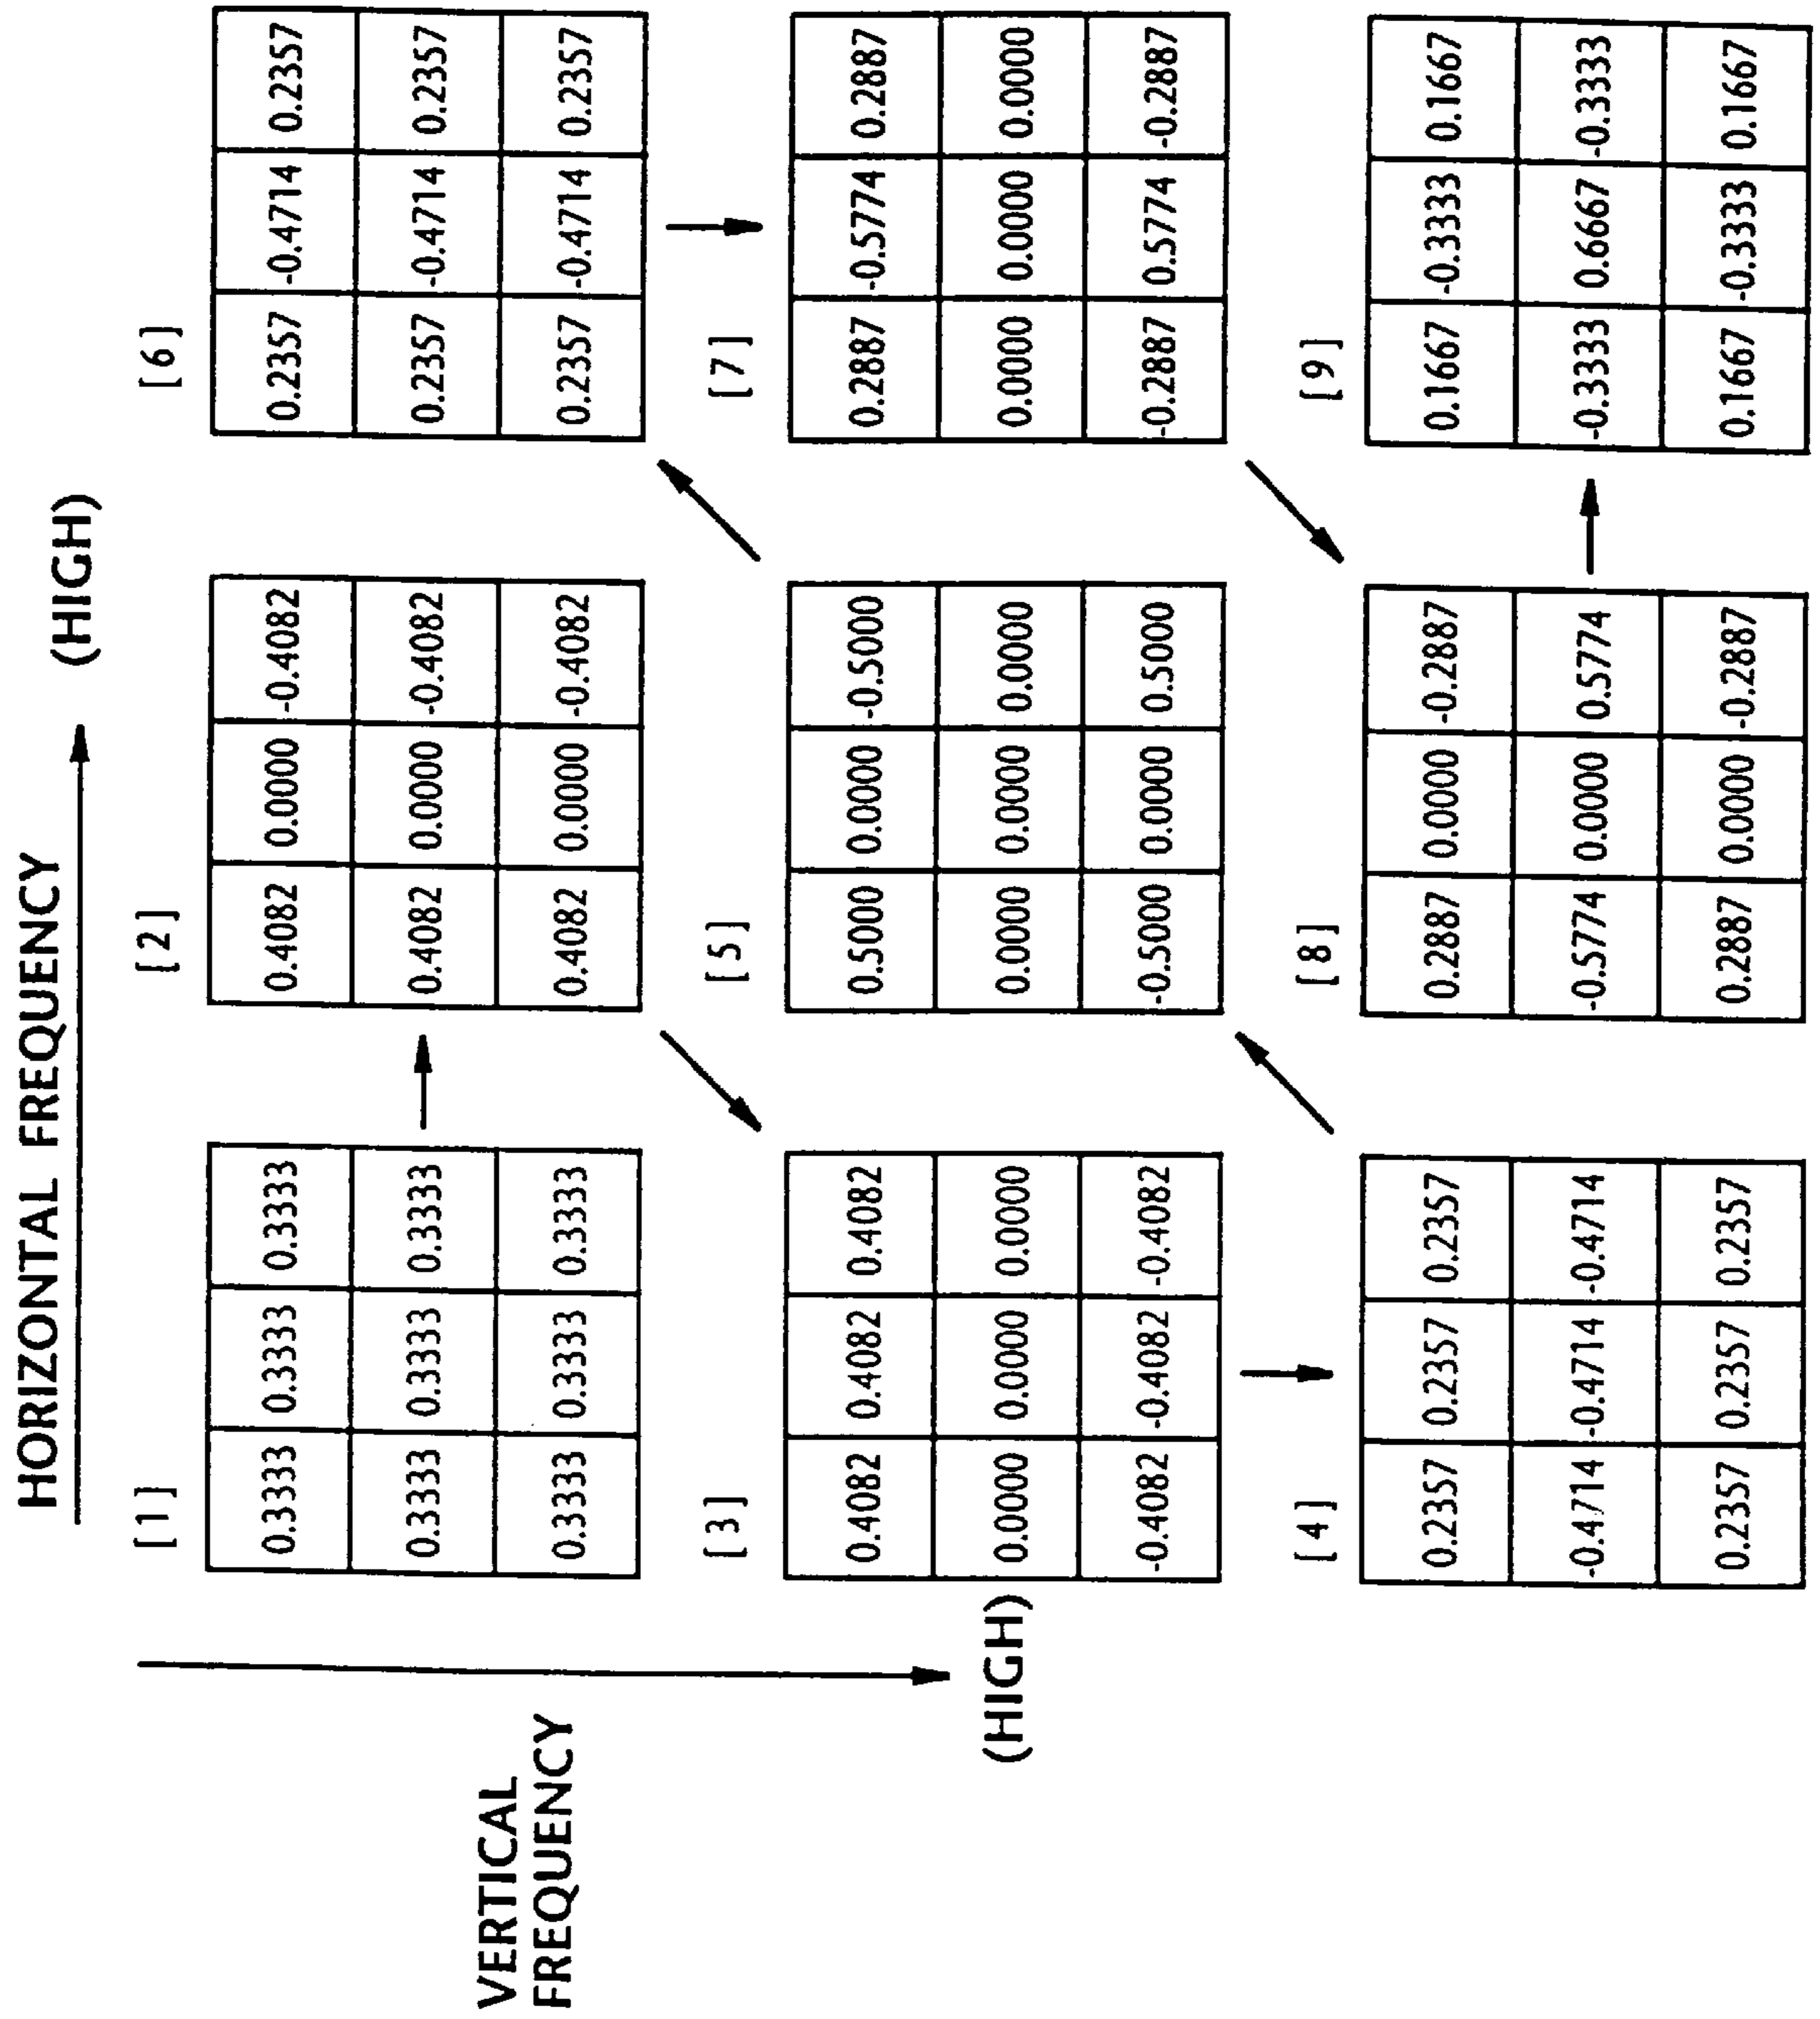 HORIZONTAL FREQUENCY
(HIGH)
VERTICAL
FREQUENCY
(HIGH)
[1]
0.3333 0.3333 0.3333
0.3333 0.3333 0.3333
0.3333 0.3333 0.3333
[2]
0.4082 0.0000 -0.4082
0.4082 0.0000 -0.4082
0.4082 0.0000 -0.4082
[6]
0.2357 -0.4714 0.2357
0.2357 -0.4714 0.2357
0.2357 -0.4714 0.2357
[3]
0.4082 0.4082 0.4082
0.0000 0.0000 0.0000
-0.4082 -0.4082 -0.4082
[5]
0.5000 0.0000 -0.5000
0.0000 0.0000 0.0000
-0.5000 0.0000 0.5000
[7]
0.2887 -0.5774 0.2887
0.0000 0.0000 0.0000
-0.2887 0.5774 -0.2887
[4]
0.2357 0.2357 0.2357
-0.4714 -0.4714 -0.4714
0.2357 0.2357 0.2357
[8]
0.2887 0.0000 -0.2887
-0.5774 0.0000 0.5774
0.2887 0.0000 -0.2887
[9]
0.1667 -0.3333 0.1667
-0.3333 0.6667 -0.3333
0.1667 -0.3333 0.1667